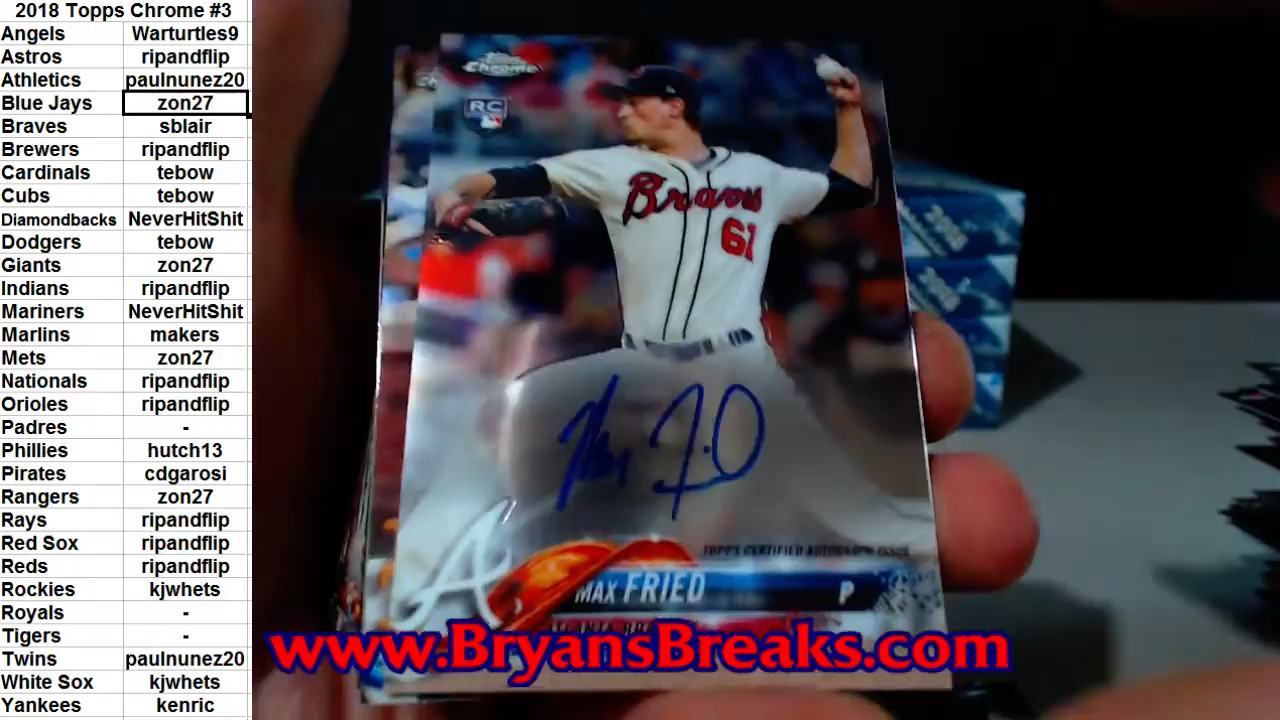 2018 Topps Chrome #3
Angels Warturtles9
Astros ripandflip
Athletics paulnunez20
Blue Jays zon27
Braves sblair
Brewers ripandflip
Cardinals tebow
Cubs tebow
Diamondbacks NeverHitShit
Dodgers tebow
Giants zon27
Indians ripandflip
Mariners NeverHitShit
Marlins makers
Mets zon27
Nationals ripandflip
Orioles ripandflip
Padres -
Phillies hutch13
Pirates cdgarosi
Rangers zon27
Rays ripandflip
Red Sox ripandflip
Reds ripandflip
Rockies kjwhets
Royals -
Tigers -
Twins paulnunez20
White Sox kjwhets
Yankees kenric
Topps
Chrome
RC
Braves
61
Max Fried
TOPPS CERTIFIED AUTOGRAPH ISSUE
A
MAX FRIED P
www.BryansBreaks.com